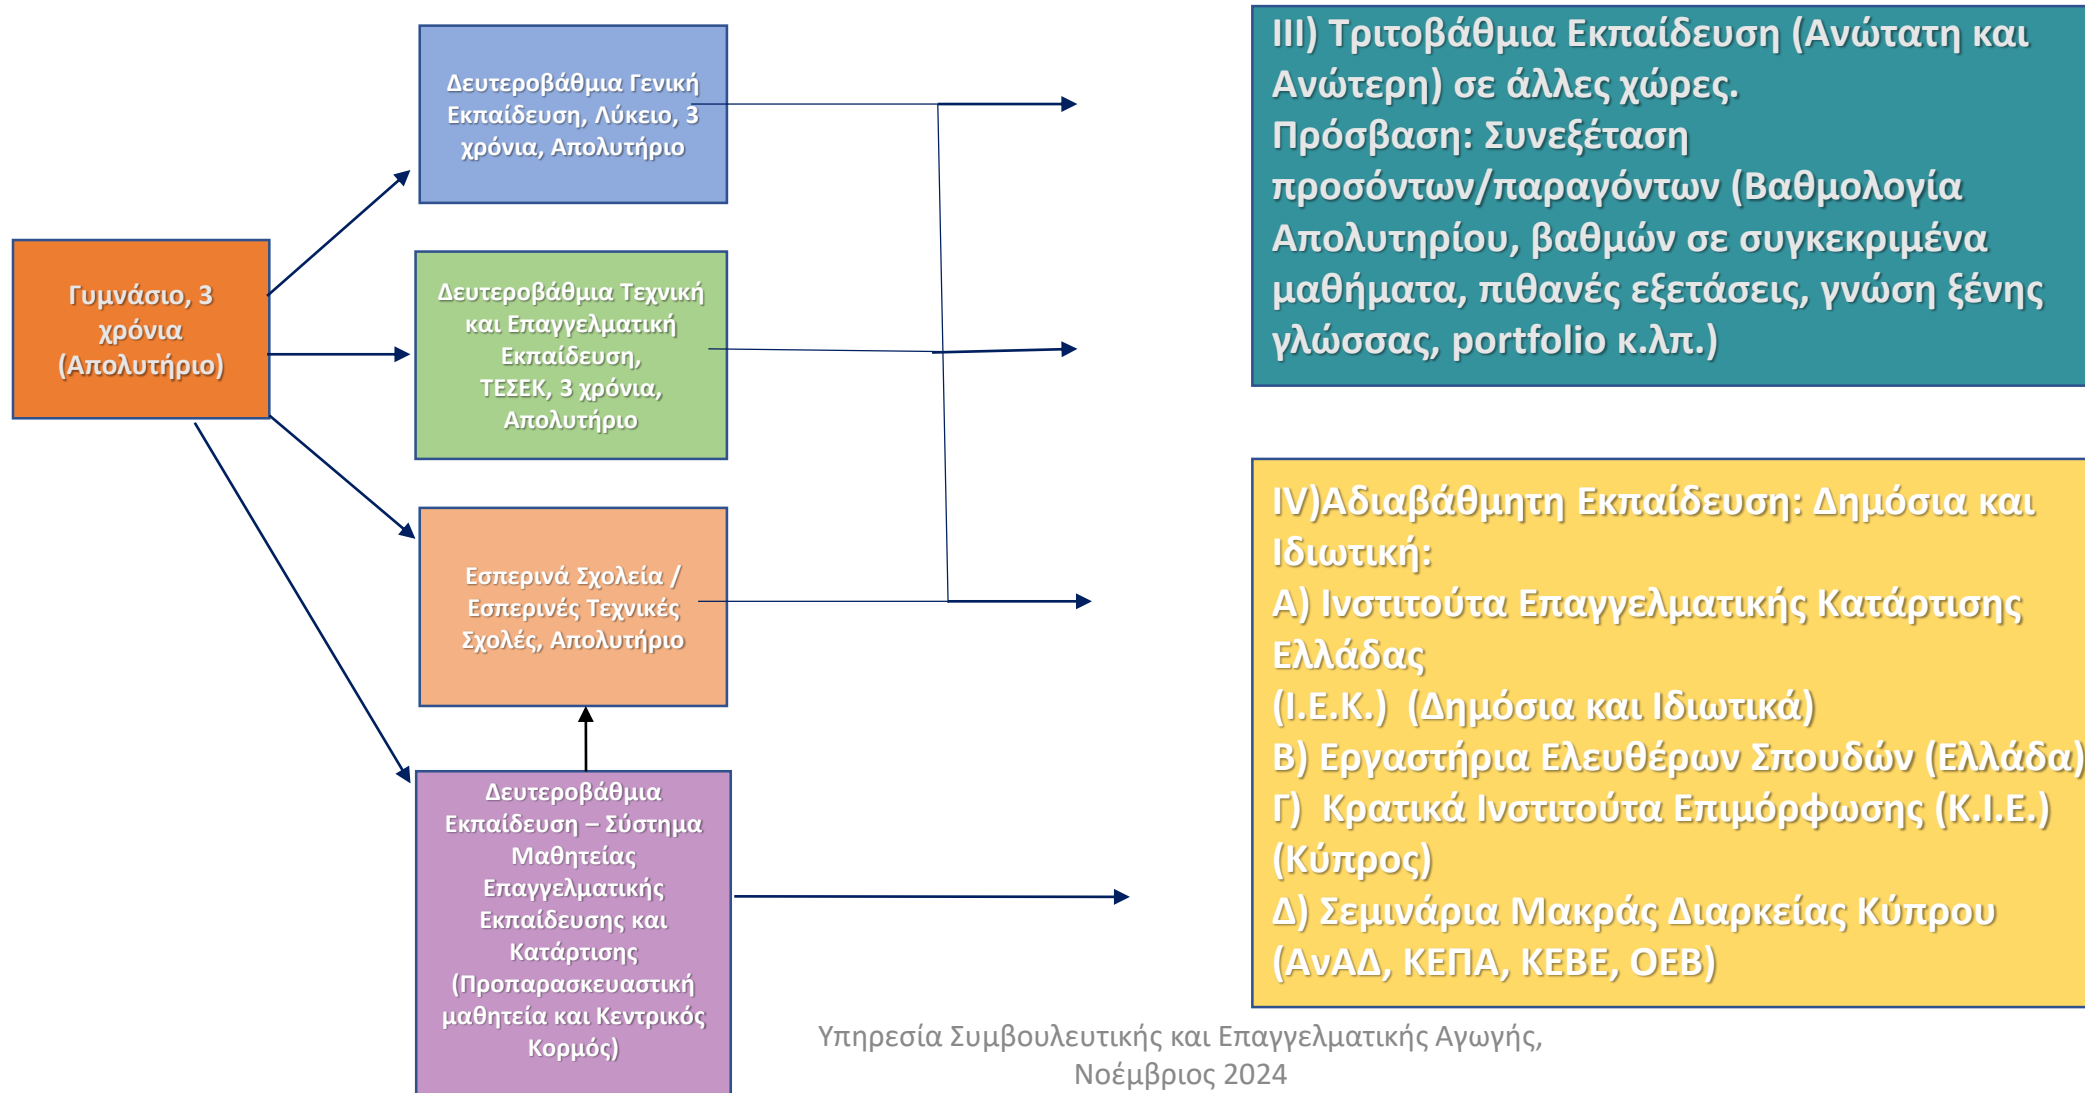 Γυμνάσιο, 3
χρόνια
(Απολυτήριο)
Δευτεροβάθμια Γενική
Εκπαίδευση, Λύκειο, 3
χρόνια, Απολυτήριο
Δευτεροβάθμια Τεχνική
και Επαγγελματική
Εκπαίδευση,
ΤΕΣΕΚ, 3 χρόνια,
Απολυτήριο
Εσπερινά Σχολεία /
Εσπερινές Τεχνικές
Σχολές, Απολυτήριο
Δευτεροβάθμια
Εκπαίδευση – Σύστημα
Μαθητείας
Επαγγελματικής
Εκπαίδευσης και
Κατάρτισης
(Προπαρασκευαστική
μαθητεία και Κεντρικός
Κορμός)
III) Τριτοβάθμια Εκπαίδευση (Ανώτατη και
Ανώτερη) σε άλλες χώρες.
Πρόσβαση: Συνεξέταση
προσόντων/παραγόντων (Βαθμολογία
Απολυτηρίου, βαθμών σε συγκεκριμένα
μαθήματα, πιθανές εξετάσεις, γνώση ξένης
γλώσσας, portfolio κ.λπ.)
IV)Αδιαβάθμητη Εκπαίδευση: Δημόσια και
Ιδιωτική:
Α) Ινστιτούτα Επαγγελματικής Κατάρτισης
Ελλάδας
(Ι.Ε.Κ.) (Δημόσια και Ιδιωτικά)
Β) Εργαστήρια Ελευθέρων Σπουδών (Ελλάδα)
Γ) Κρατικά Ινστιτούτα Επιμόρφωσης (Κ.Ι.Ε.)
(Κύπρος)
Δ) Σεμινάρια Μακράς Διαρκείας Κύπρου
(ΑνΑΔ, ΚΕΠΑ, ΚΕΒΕ, ΟΕΒ)
Υπηρεσία Συμβουλευτικής και Επαγγελματικής Αγωγής,
Νοέμβριος 2024